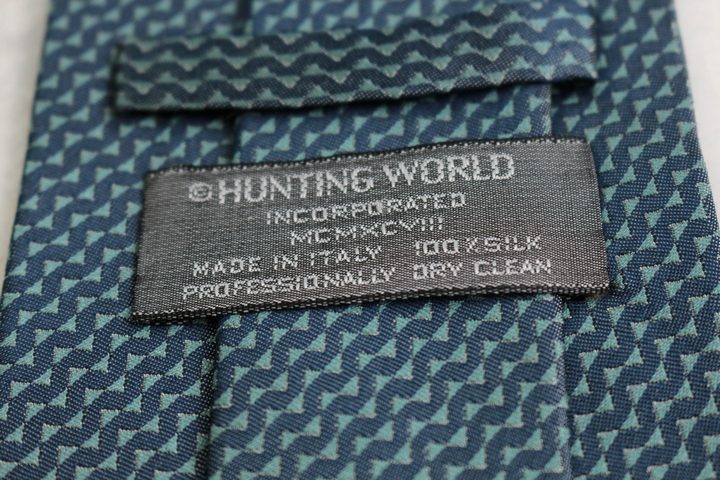 © HUNTING WORLD
INCORPORATED
MCMXCVIII
MADE IN ITALY 100% SILK
PROFESSIONALLY DRY CLEAN